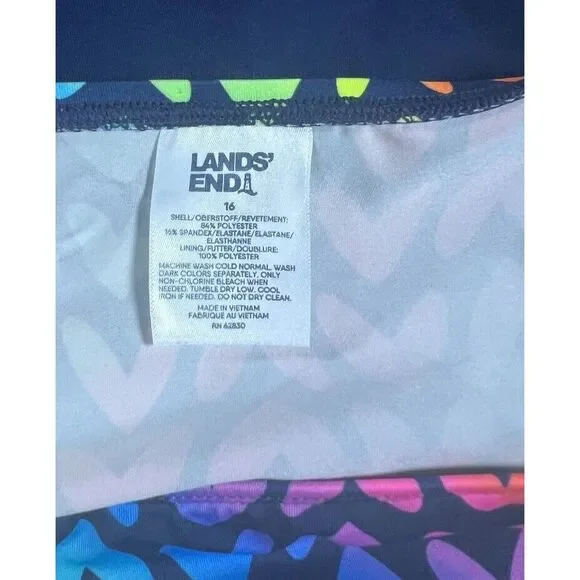 LANDS'
END
16
SHELL/OBERSTOFF/REVETEMENT:
84% POLYESTER
16% SPANDEX/ELASTANE/ELASTANE/
ELASTHANNE
LINING/FUTTER/DOUBLURE:
100% POLYESTER
MACHINE WASH COLD NORMAL. WASH
DARK COLORS SEPARATELY. ONLY
NON-CHLORINE BLEACH WHEN
NEEDED. TUMBLE DRY LOW. COOL
IRON IF NEEDED. DO NOT DRY CLEAN.
MADE IN VIETNAM
FABRIQUE AU VIETNAM
RN 62830